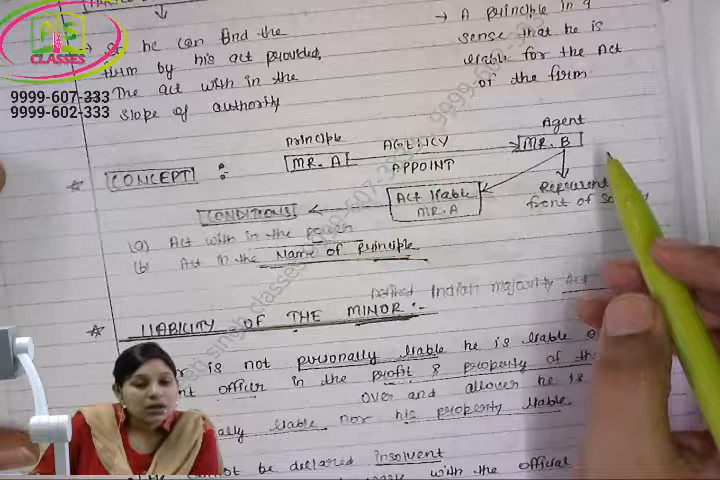 PS
CLASSES
9999-607-333
9999-602-333
he can find the
firm by his act provided,
The act with in the
slope of authority
→ A principle in a
sense that he is
liable for the Act
of the firm
CONCEPT :
principle
MR. A
AGENCY
APPOINT
Agent
MR. B
Act liable
MR. A
Represent
front of
CONDITIONS
(a) Act with in the
(b) Act in the Name of principle
LIABILITY OF THE MINOR :-
Defined Indian majority Act
is not personally liable he is liable
in the profit & property of the
over and allover he is
liable nor his property liable
not be declared insolvent
with the official